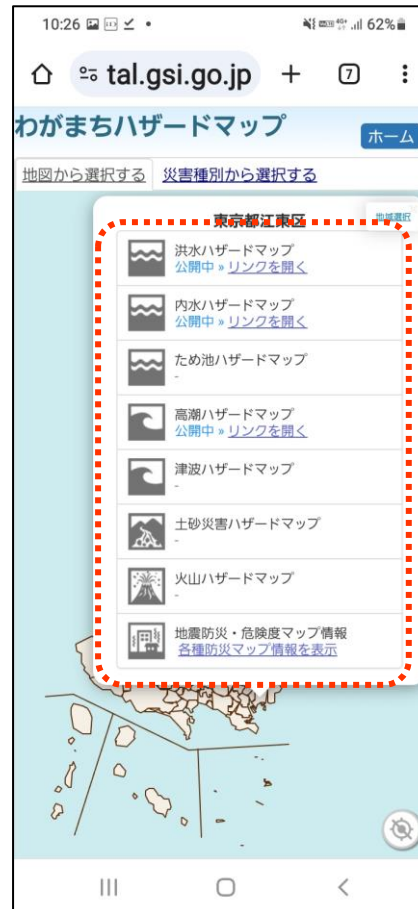 10:26 62%
tal.gsi.go.jp 7
わがまちハザードマップ ホーム
地図から選択する 災害種別から選択する
東京都江東区 地域選択
洪水ハザードマップ
公開中 » リンクを開く
内水ハザードマップ
公開中 » リンクを開く
ため池ハザードマップ
-
高潮ハザードマップ
公開中 » リンクを開く
津波ハザードマップ
-
土砂災害ハザードマップ
-
火山ハザードマップ
-
地震防災・危険度マップ情報
各種防災マップ情報を表示